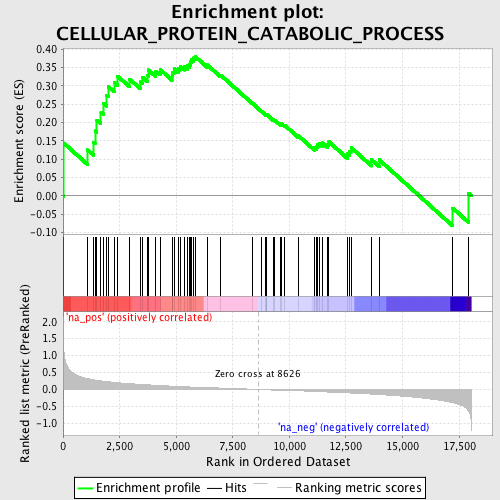 Enrichment plot:
CELLULAR_PROTEIN_CATABOLIC_PROCESS
Enrichment score (ES)
0.40
0.35
0.30
0.25
0.20
0.15
0.10
0.05
0.00
-0.05
-0.10
'na_pos' (positively correlated)
Ranked list metric (PreRanked)
2.0
1.5
1.0
0.5
0.0
-0.5
-1.0
Zero cross at 8626
'na_neg' (negatively correlated)
0
2,500
5,000
7,500
10,000
12,500
15,000
17,500
Rank in Ordered Dataset
Enrichment profile
Hits
Ranking metric scores